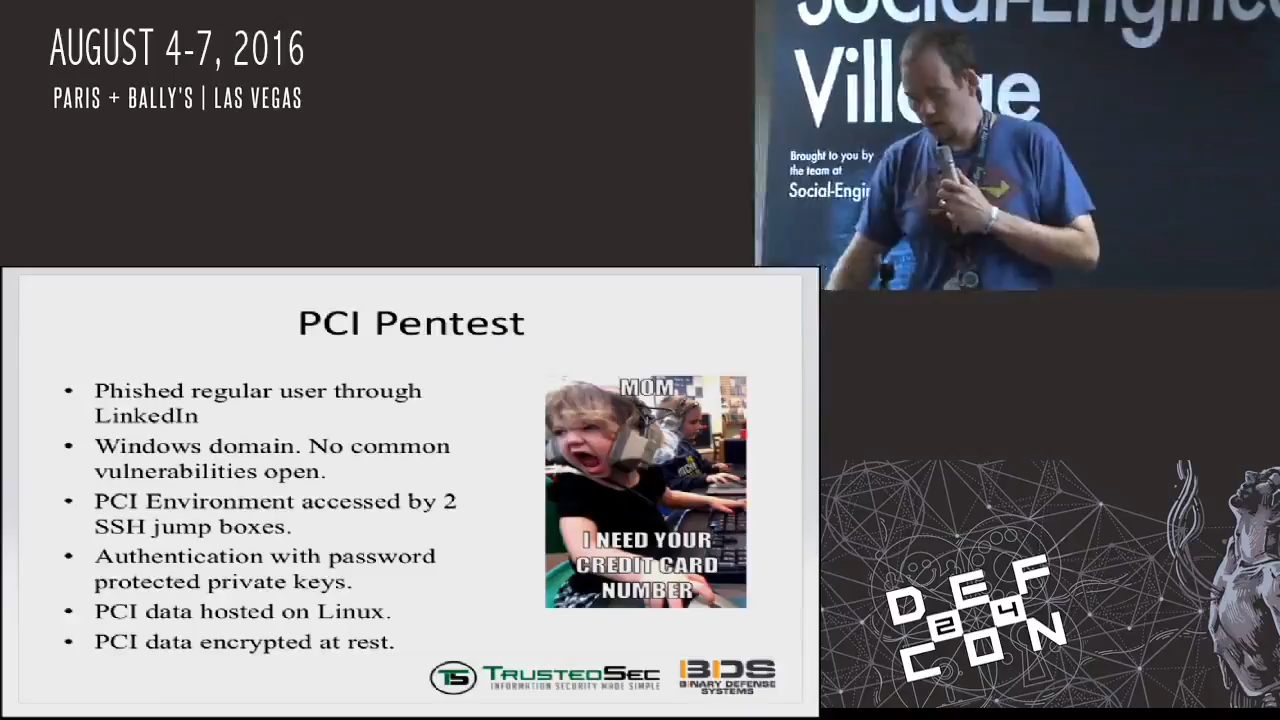 AUGUST 4-7, 2016
PARIS + BALLY'S | LAS VEGAS
Social-Engine
Village
Brought to you by
the team at
Social-Engin
PCI Pentest
• Phished regular user through
LinkedIn
• Windows domain. No common
vulnerabilities open.
• PCI Environment accessed by 2
SSH jump boxes.
• Authentication with password
protected private keys.
• PCI data hosted on Linux.
• PCI data encrypted at rest.
MOM
I NEED YOUR
CREDIT CARD
NUMBER
TS TRUSTEDSEC
INFORMATION SECURITY MADE SIMPLE
BDS
BINARY DEFENSE
SYSTEMS
DEF
24
CON